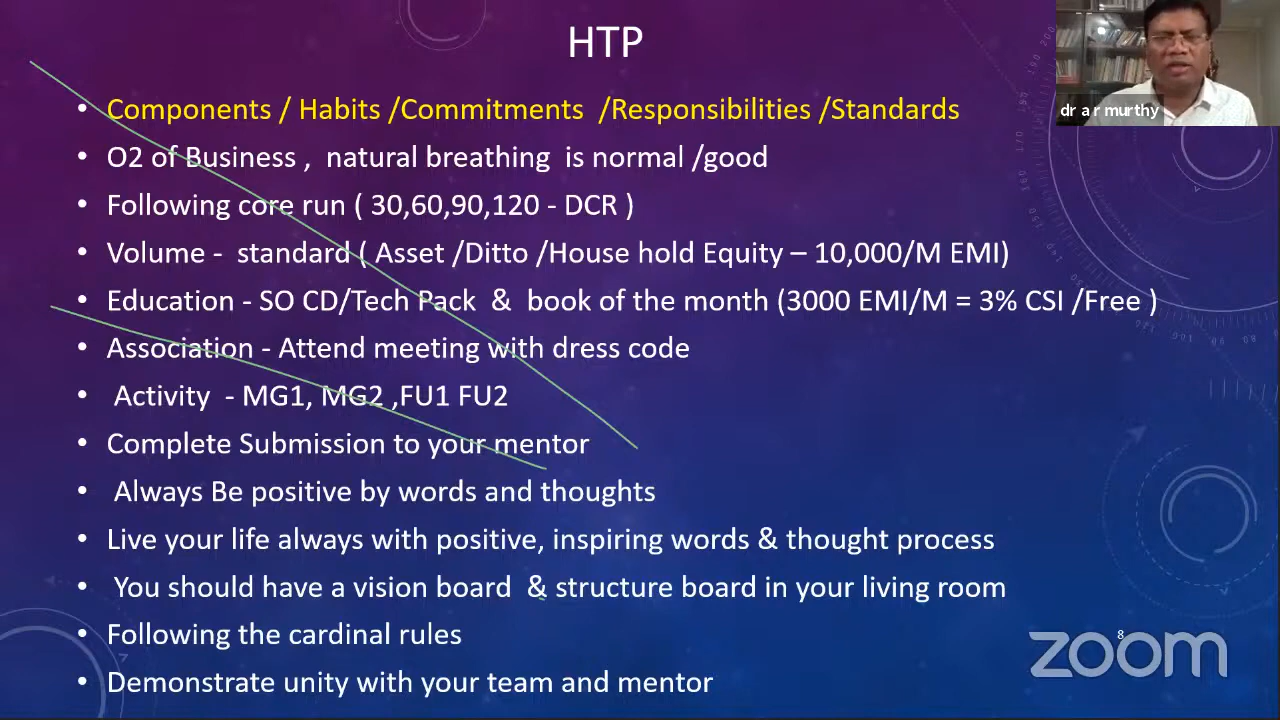 HTP
dr a r murthy
• Components / Habits /Commitments /Responsibilities /Standards
• O2 of Business , natural breathing is normal /good
• Following core run ( 30,60,90,120 - DCR )
• Volume - standard ( Asset /Ditto /House hold Equity – 10,000/M EMI)
• Education - SO CD/Tech Pack & book of the month (3000 EMI/M = 3% CSI /Free )
• Association - Attend meeting with dress code
• Activity - MG1, MG2 ,FU1 FU2
• Complete Submission to your mentor
• Always Be positive by words and thoughts
• Live your life always with positive, inspiring words & thought process
• You should have a vision board & structure board in your living room
• Following the cardinal rules
• Demonstrate unity with your team and mentor
8
zoom